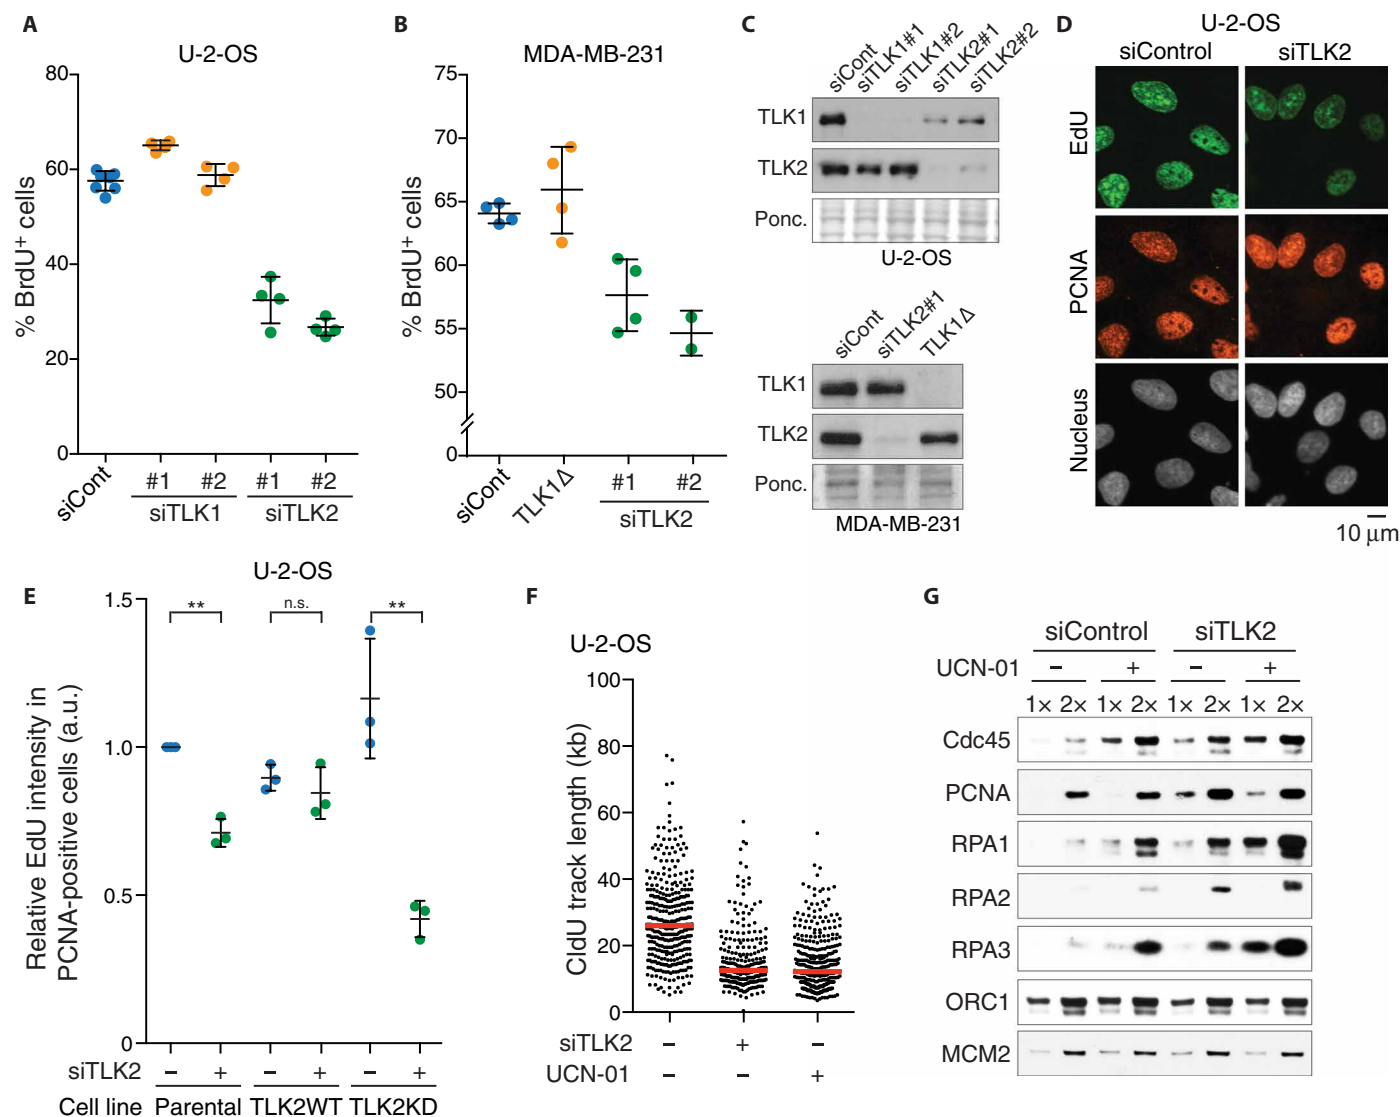 A
U-2-OS
% BrdU+ cells
80
60
40
20
0
siCont
#1
#2
#1
#2
siTLK1
siTLK2
B
MDA-MB-231
% BrdU+ cells
75
70
65
60
55
50
0
siCont
TLK1Δ
#1
#2
siTLK2
C
siCont
siTLK1#1
siTLK1#2
siTLK2#1
siTLK2#2
TLK1
TLK2
Ponc.
U-2-OS
siCont
siTLK2#1
TLK1Δ
TLK1
TLK2
Ponc.
MDA-MB-231
D
U-2-OS
siControl
siTLK2
EdU
PCNA
Nucleus
10 µm
E
U-2-OS
Relative EdU intensity in
PCNA-positive cells (a.u.)
1.5
1.0
0.5
0
**
n.s.
**
siTLK2 – + – + – +
Cell line Parental TLK2WT TLK2KD
F
U-2-OS
CldU track length (kb)
100
80
60
40
20
0
siTLK2 – + –
UCN-01 – – +
G
siControl siTLK2
UCN-01 – + – +
1× 2× 1× 2× 1× 2× 1× 2×
Cdc45
PCNA
RPA1
RPA2
RPA3
ORC1
MCM2